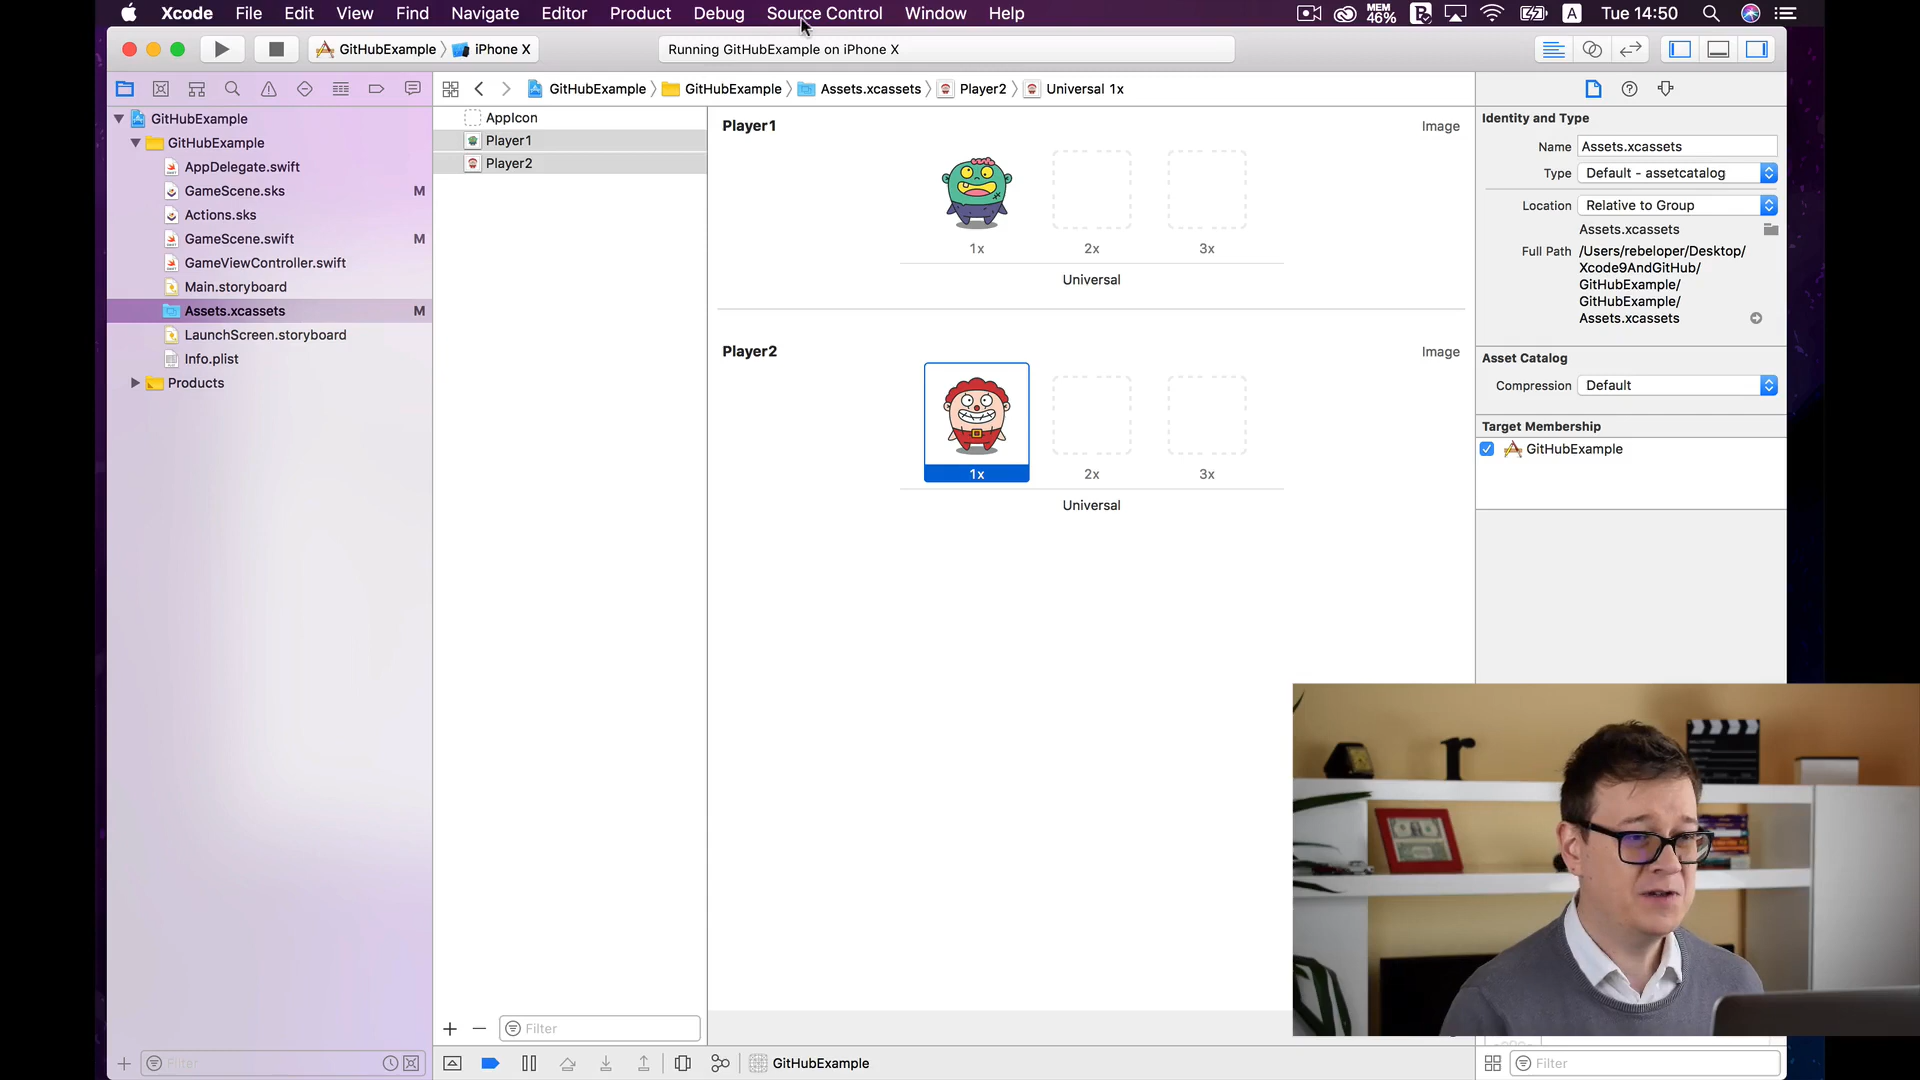 Xcode File Edit View Find Navigate Editor Product Debug Source Control Window Help MEM 46% A Tue 14:50
GitHubExample iPhone X Running GitHubExample on iPhone X
GitHubExample GitHubExample Assets.xcassets Player2 Universal 1x
GitHubExample
GitHubExample
AppDelegate.swift
GameScene.sks M
Actions.sks
GameScene.swift M
GameViewController.swift
Main.storyboard
Assets.xcassets M
LaunchScreen.storyboard
Info.plist
Products
Filter
AppIcon
Player1
Player2
Filter
Player1 Image
1x 2x 3x
Universal
Player2 Image
1x 2x 3x
Universal
GitHubExample
Identity and Type
Name Assets.xcassets
Type Default - assetcatalog
Location Relative to Group
Assets.xcassets
Full Path /Users/rebeloper/Desktop/
Xcode9AndGitHub/
GitHubExample/
GitHubExample/
Assets.xcassets
Asset Catalog
Compression Default
Target Membership
GitHubExample
Filter